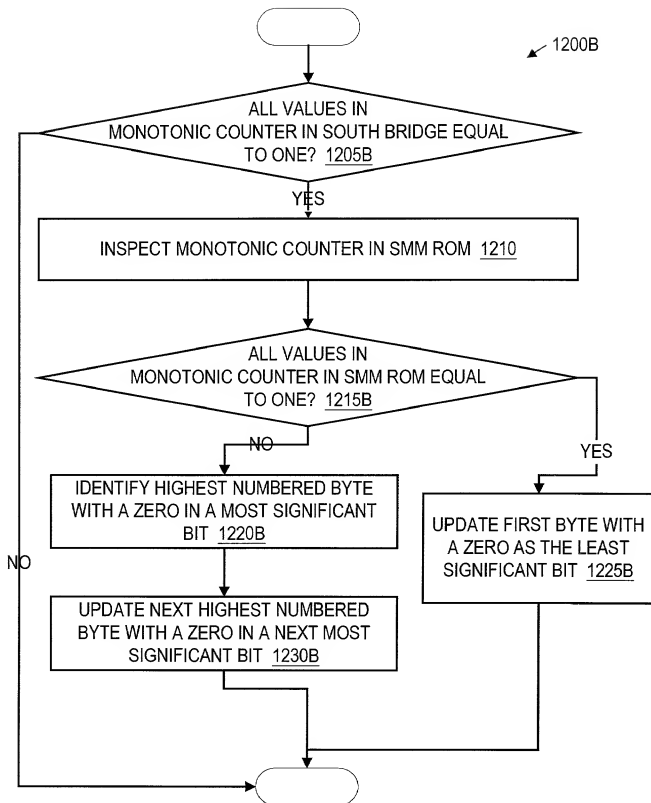 1200B
ALL VALUES IN
MONOTONIC COUNTER IN SOUTH BRIDGE EQUAL
TO ONE? 1205B
YES
INSPECT MONOTONIC COUNTER IN SMM ROM 1210
ALL VALUES IN
MONOTONIC COUNTER IN SMM ROM EQUAL
TO ONE? 1215B
NO
YES
IDENTIFY HIGHEST NUMBERED BYTE
WITH A ZERO IN A MOST SIGNIFICANT
BIT 1220B
UPDATE FIRST BYTE WITH
A ZERO AS THE LEAST
SIGNIFICANT BIT 1225B
NO
UPDATE NEXT HIGHEST NUMBERED
BYTE WITH A ZERO IN A NEXT MOST
SIGNIFICANT BIT 1230B